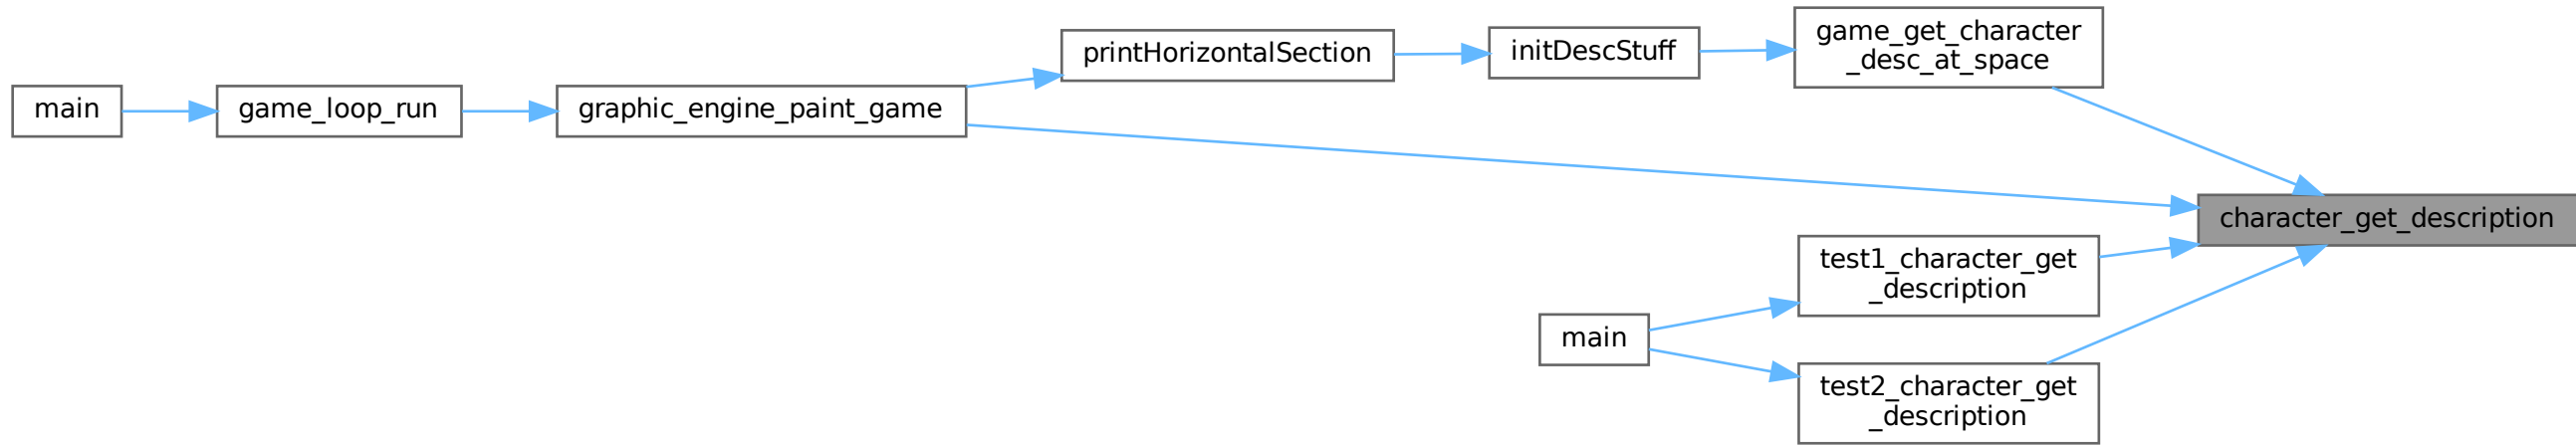 main
game_loop_run
graphic_engine_paint_game
printHorizontalSection
initDescStuff
game_get_character
_desc_at_space
character_get_description
test1_character_get
_description
main
test2_character_get
_description